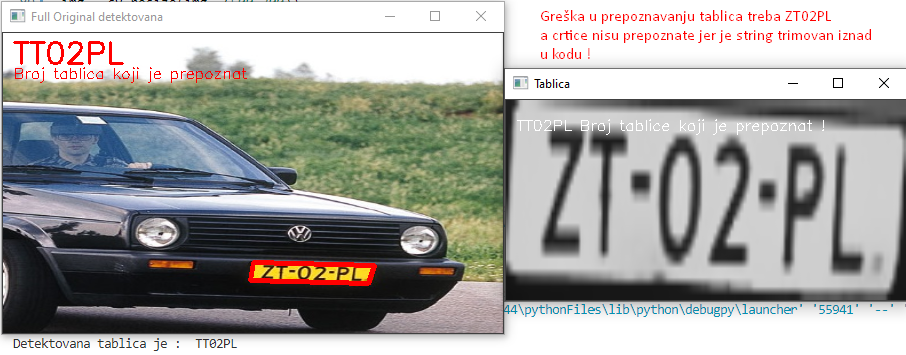 Full Original detektovana
TT02PL
Broj tablica koji je prepoznat
ZT-02-PL
Greška u prepoznavanju tablica treba ZT02PL
a crtice nisu prepoznate jer je string trimovan iznad
u kodu !
Tablica
TT02PL Broj tablice koji je prepoznat !
ZT-02-PL
44\pythonFiles\lib\python\debugpy\launcher' '55941' '--' '
Detektovana tablica je : TT02PL